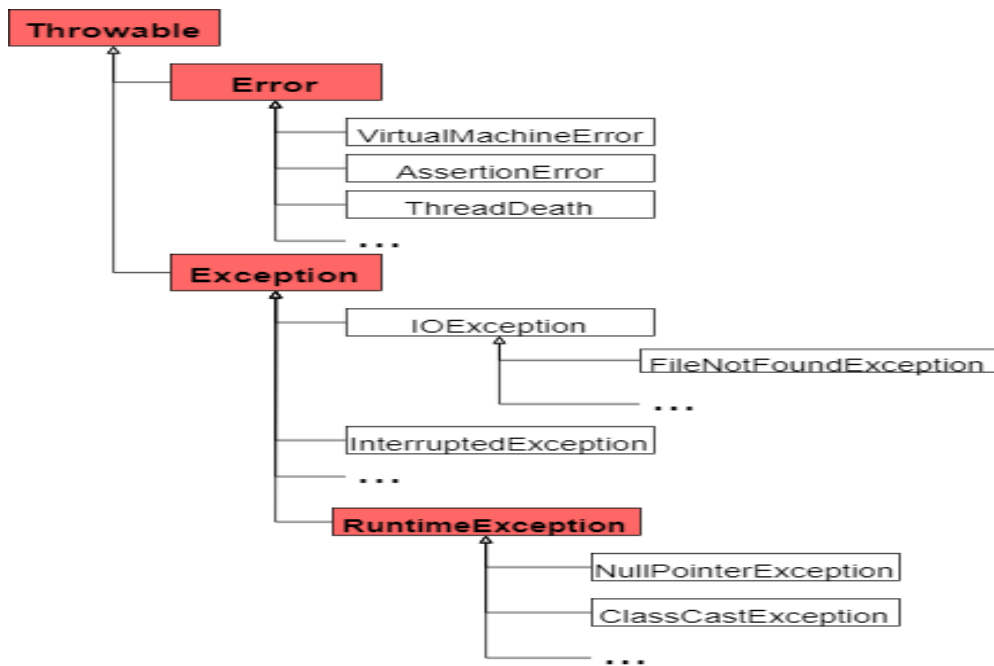 Throwable
Error
VirtualMachineError
AssertionError
ThreadDeath
...
Exception
IOException
FileNotFoundException
...
InterruptedException
...
RuntimeException
NullPointerException
ClassCastException
...